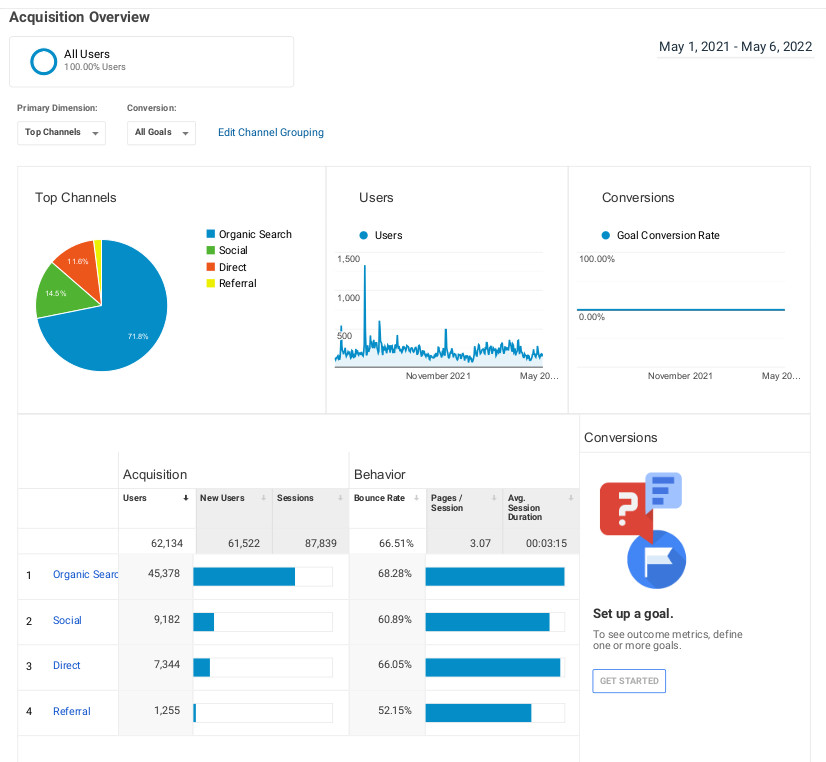 Acquisition Overview
All Users
100.00% Users
May 1, 2021 - May 6, 2022
Primary Dimension:
Conversion:
Top Channels
All Goals
Edit Channel Grouping
Top Channels
Organic Search
Social
Direct
Referral
11.6%
14.5%
71.8%
Users
Users
1,500
1,000
500
November 2021
May 20...
Conversions
Goal Conversion Rate
100.00%
0.00%
November 2021
May 20...
Acquisition
Behavior
Conversions
Users
New Users
Sessions
Bounce Rate
Pages /
Session
Avg.
Session
Duration
62,134
61,522
87,839
66.51%
3.07
00:03:15
1 Organic Searc 45,378 68.28%
2 Social 9,182 60.89%
3 Direct 7,344 66.05%
4 Referral 1,255 52.15%
?
Set up a goal.
To see outcome metrics, define
one or more goals.
GET STARTED